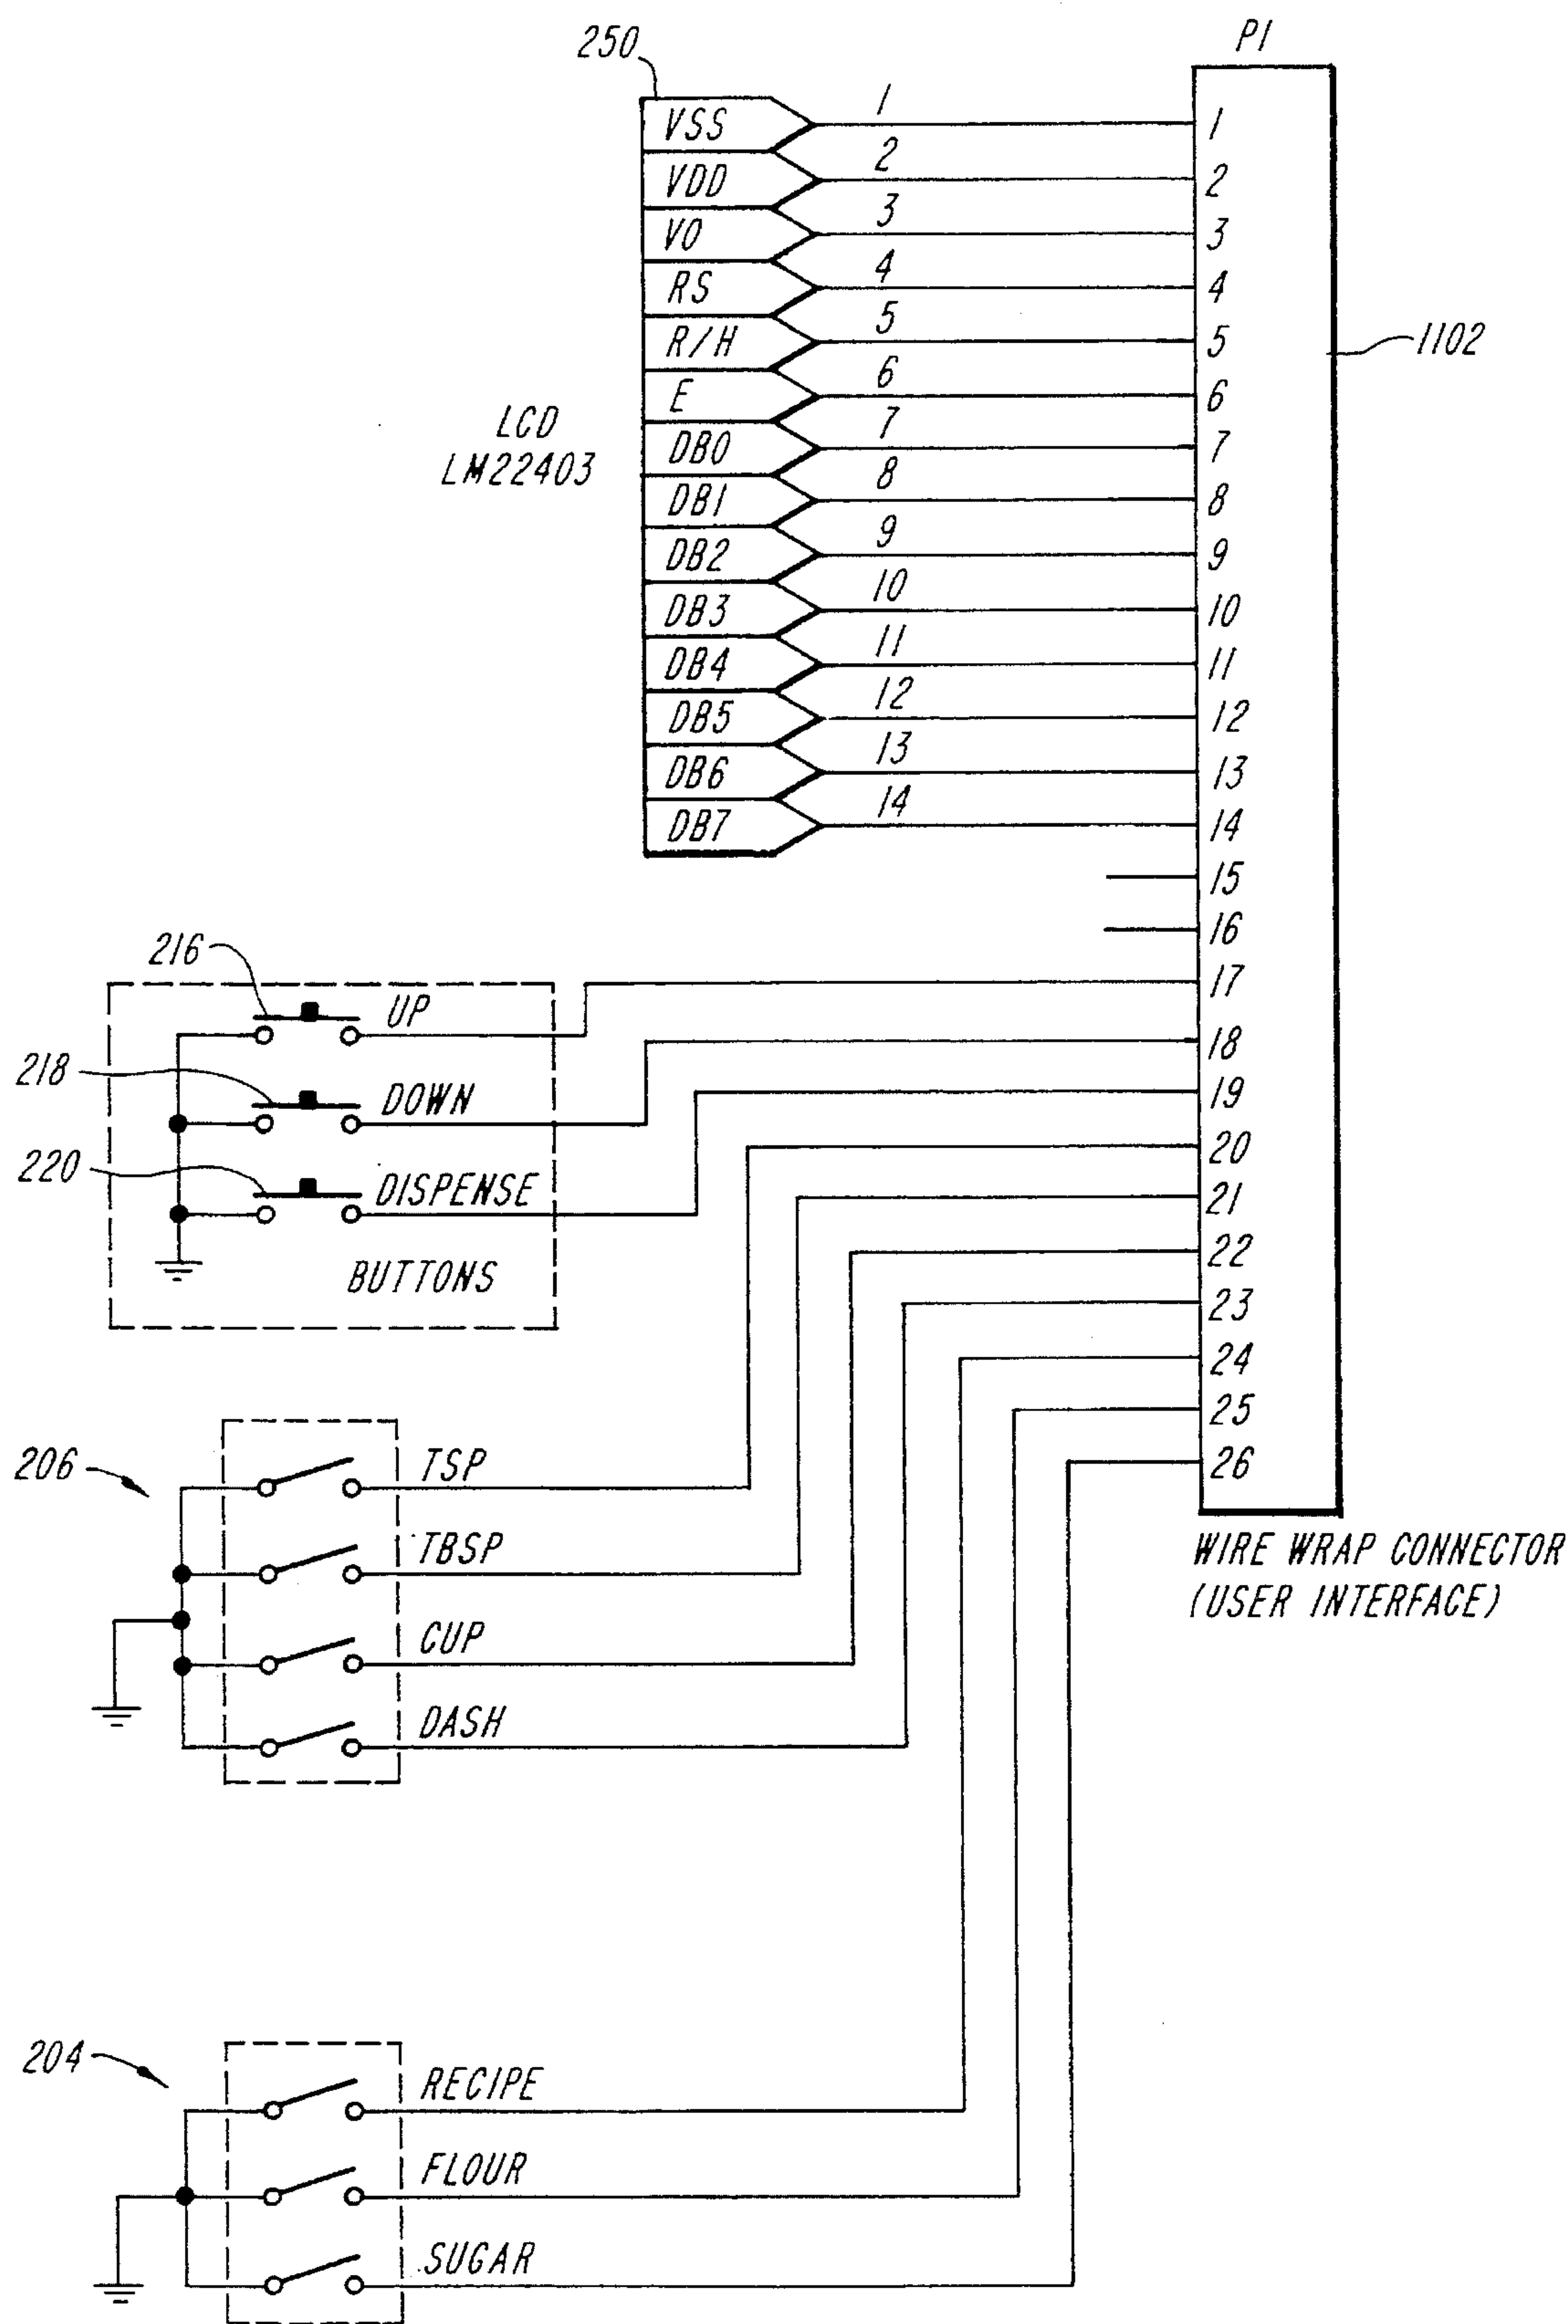 P1
250
VSS 1 1
VDD 2 2
VO 3 3
RS 4 4
R/H 5 5
1102
E 6 6
LCD
LM22403
DB0 7 7
DB1 8 8
DB2 9 9
DB3 10 10
DB4 11 11
DB5 12 12
DB6 13 13
DB7 14 14
15
16
216
UP 17
218
DOWN 18
220
DISPENSE 19
BUTTONS
20
21
22
23
24
25
26
WIRE WRAP CONNECTOR
(USER INTERFACE)
206
TSP
TBSP
CUP
DASH
204
RECIPE
FLOUR
SUGAR